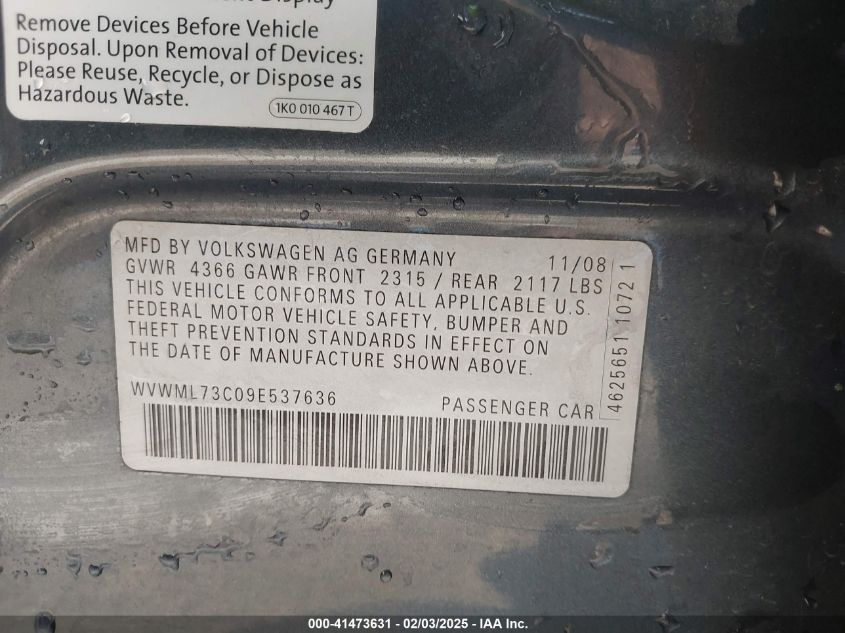 Display
Remove Devices Before Vehicle
Disposal. Upon Removal of Devices:
Please Reuse, Recycle, or Dispose as
Hazardous Waste.
1K0 010 467 T
MFD BY VOLKSWAGEN AG GERMANY 11/08
GVWR 4366 GAWR FRONT 2315 / REAR 2117 LBS
THIS VEHICLE CONFORMS TO ALL APPLICABLE U.S.
FEDERAL MOTOR VEHICLE SAFETY, BUMPER AND
THEFT PREVENTION STANDARDS IN EFFECT ON
THE DATE OF MANUFACTURE SHOWN ABOVE.
WVWML73C09E537636 PASSENGER CAR
4625651 1072 1
000-41473631 - 02/03/2025 - IAA Inc.